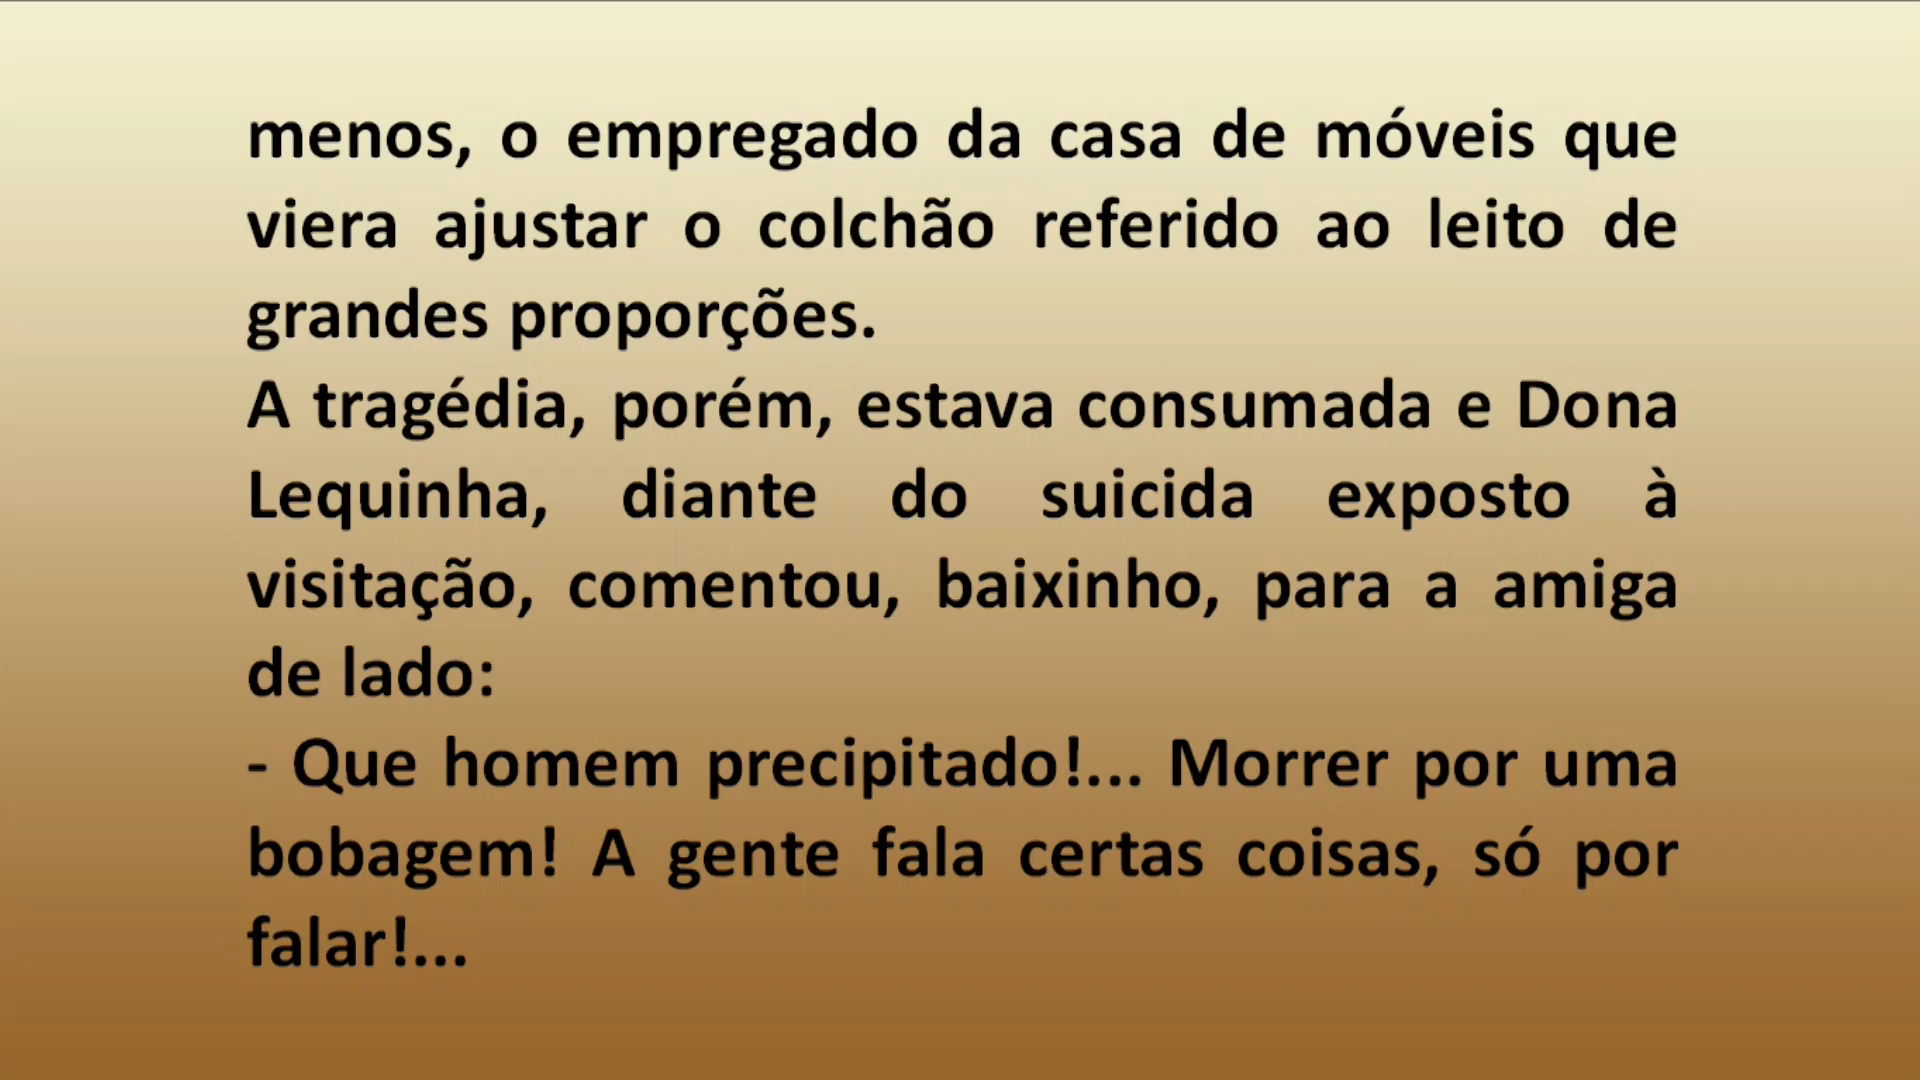 menos, o empregado da casa de móveis que
viera ajustar o colchão referido ao leito de
grandes proporções.
A tragédia, porém, estava consumada e Dona
Lequinha, diante do suicida exposto à
visitação, comentou, baixinho, para a amiga
de lado:
- Que homem precipitado!... Morrer por uma
bobagem! A gente fala certas coisas, só por
falar!...